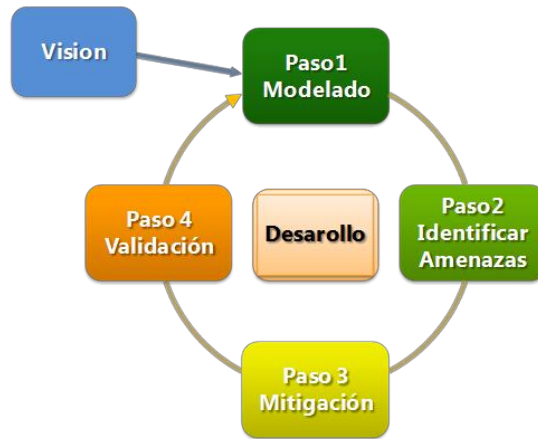 Vision
Paso1
Modelado
Paso2
Identificar
Amenazas
Paso 3
Mitigación
Paso 4
Validación
Desarollo